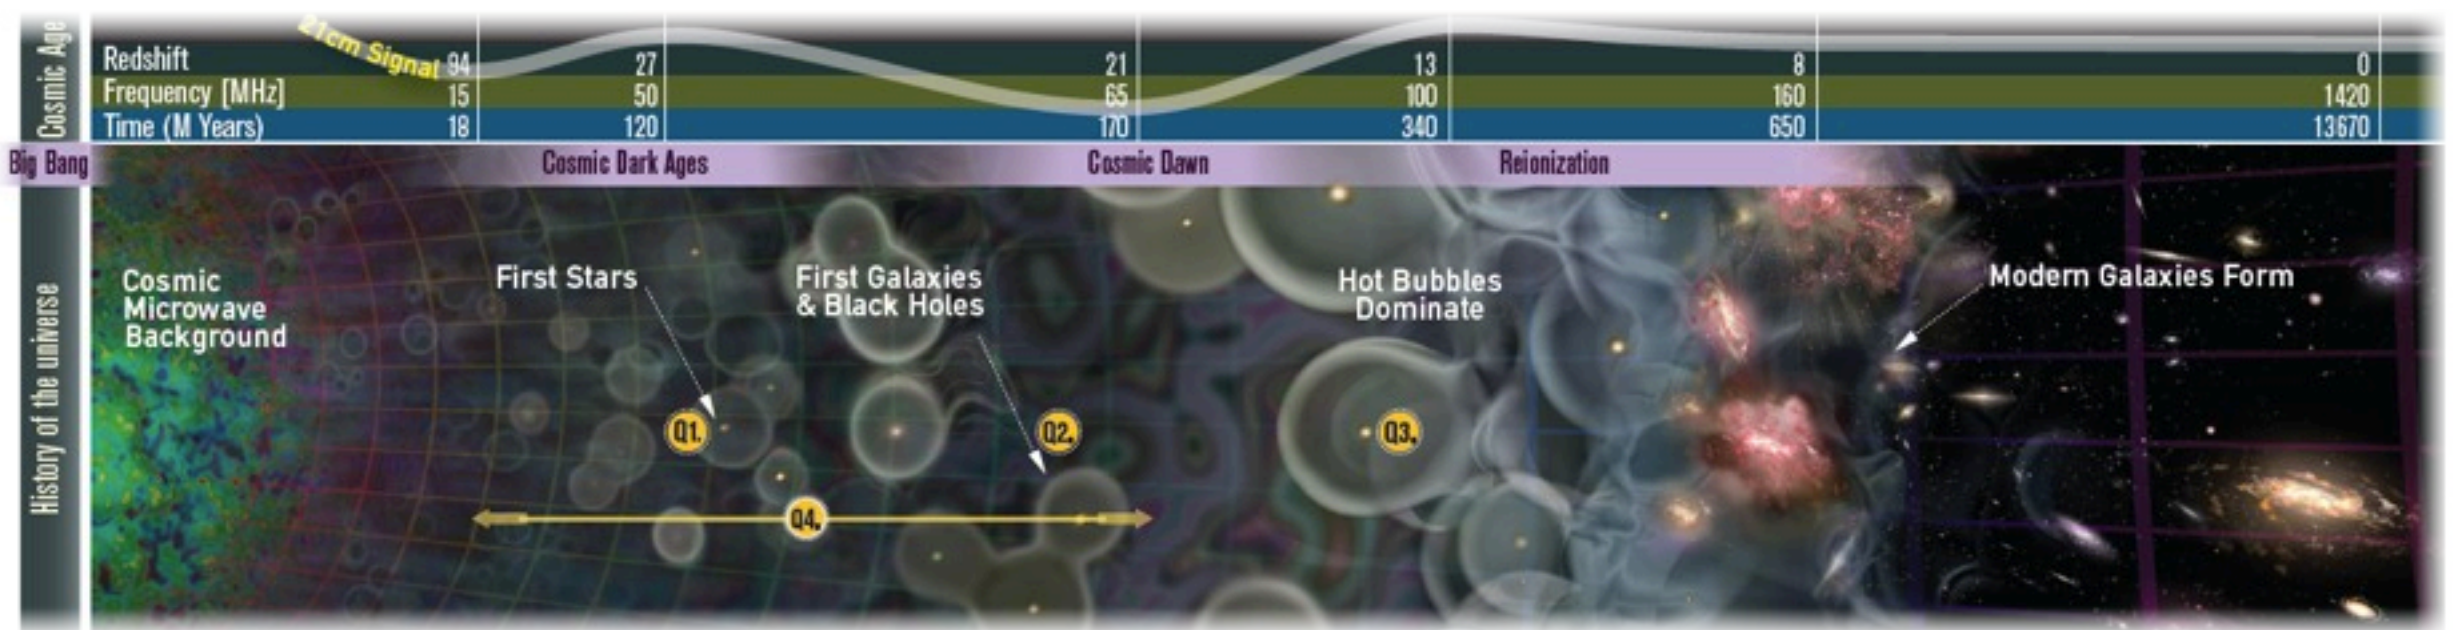 Cosmic Age
21cm Signal
Redshift 94 27 21 13 8 0
Frequency [MHz] 15 50 65 100 160 1420
Time (M Years) 18 120 170 340 650 13670
Big Bang Cosmic Dark Ages Cosmic Dawn Reionization
History of the universe
Cosmic
Microwave
Background
First Stars
First Galaxies
& Black Holes
Hot Bubbles
Dominate
Modern Galaxies Form
Q1.
Q2.
Q3.
Q4.